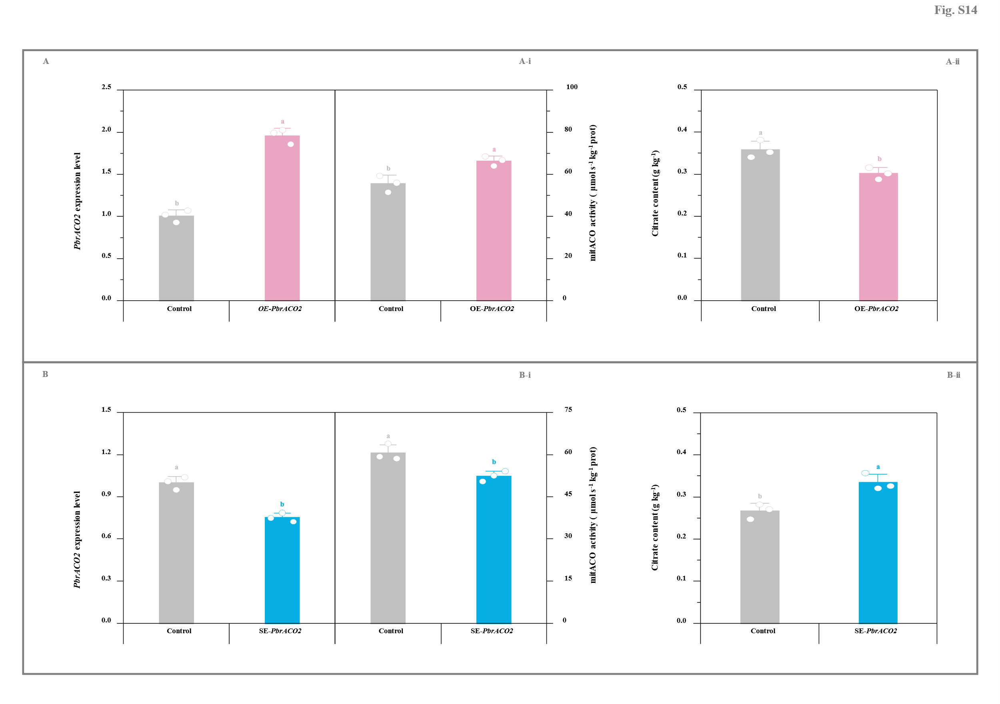 Fig. S14
A
A-i
A-ii
2.5
2.0
1.5
1.0
0.5
0.0
PbrACO2 expression level
b
a
b
a
Control
OE-PbrACO2
Control
OE-PbrACO2
100
80
60
40
20
0
mitACO activity ( μmol s⁻¹ kg⁻¹ prot)
0.5
0.4
0.3
0.2
0.1
0.0
Citrate content (g kg⁻¹)
a
b
Control
OE-PbrACO2
B
B-i
B-ii
1.5
1.2
0.9
0.6
0.3
0.0
PbrACO2 expression level
a
b
a
b
Control
SE-PbrACO2
Control
SE-PbrACO2
75
60
45
30
15
0
mitACO activity ( μmol s⁻¹ kg⁻¹ prot)
0.5
0.4
0.3
0.2
0.1
0.0
Citrate content (g kg⁻¹)
b
a
Control
SE-PbrACO2